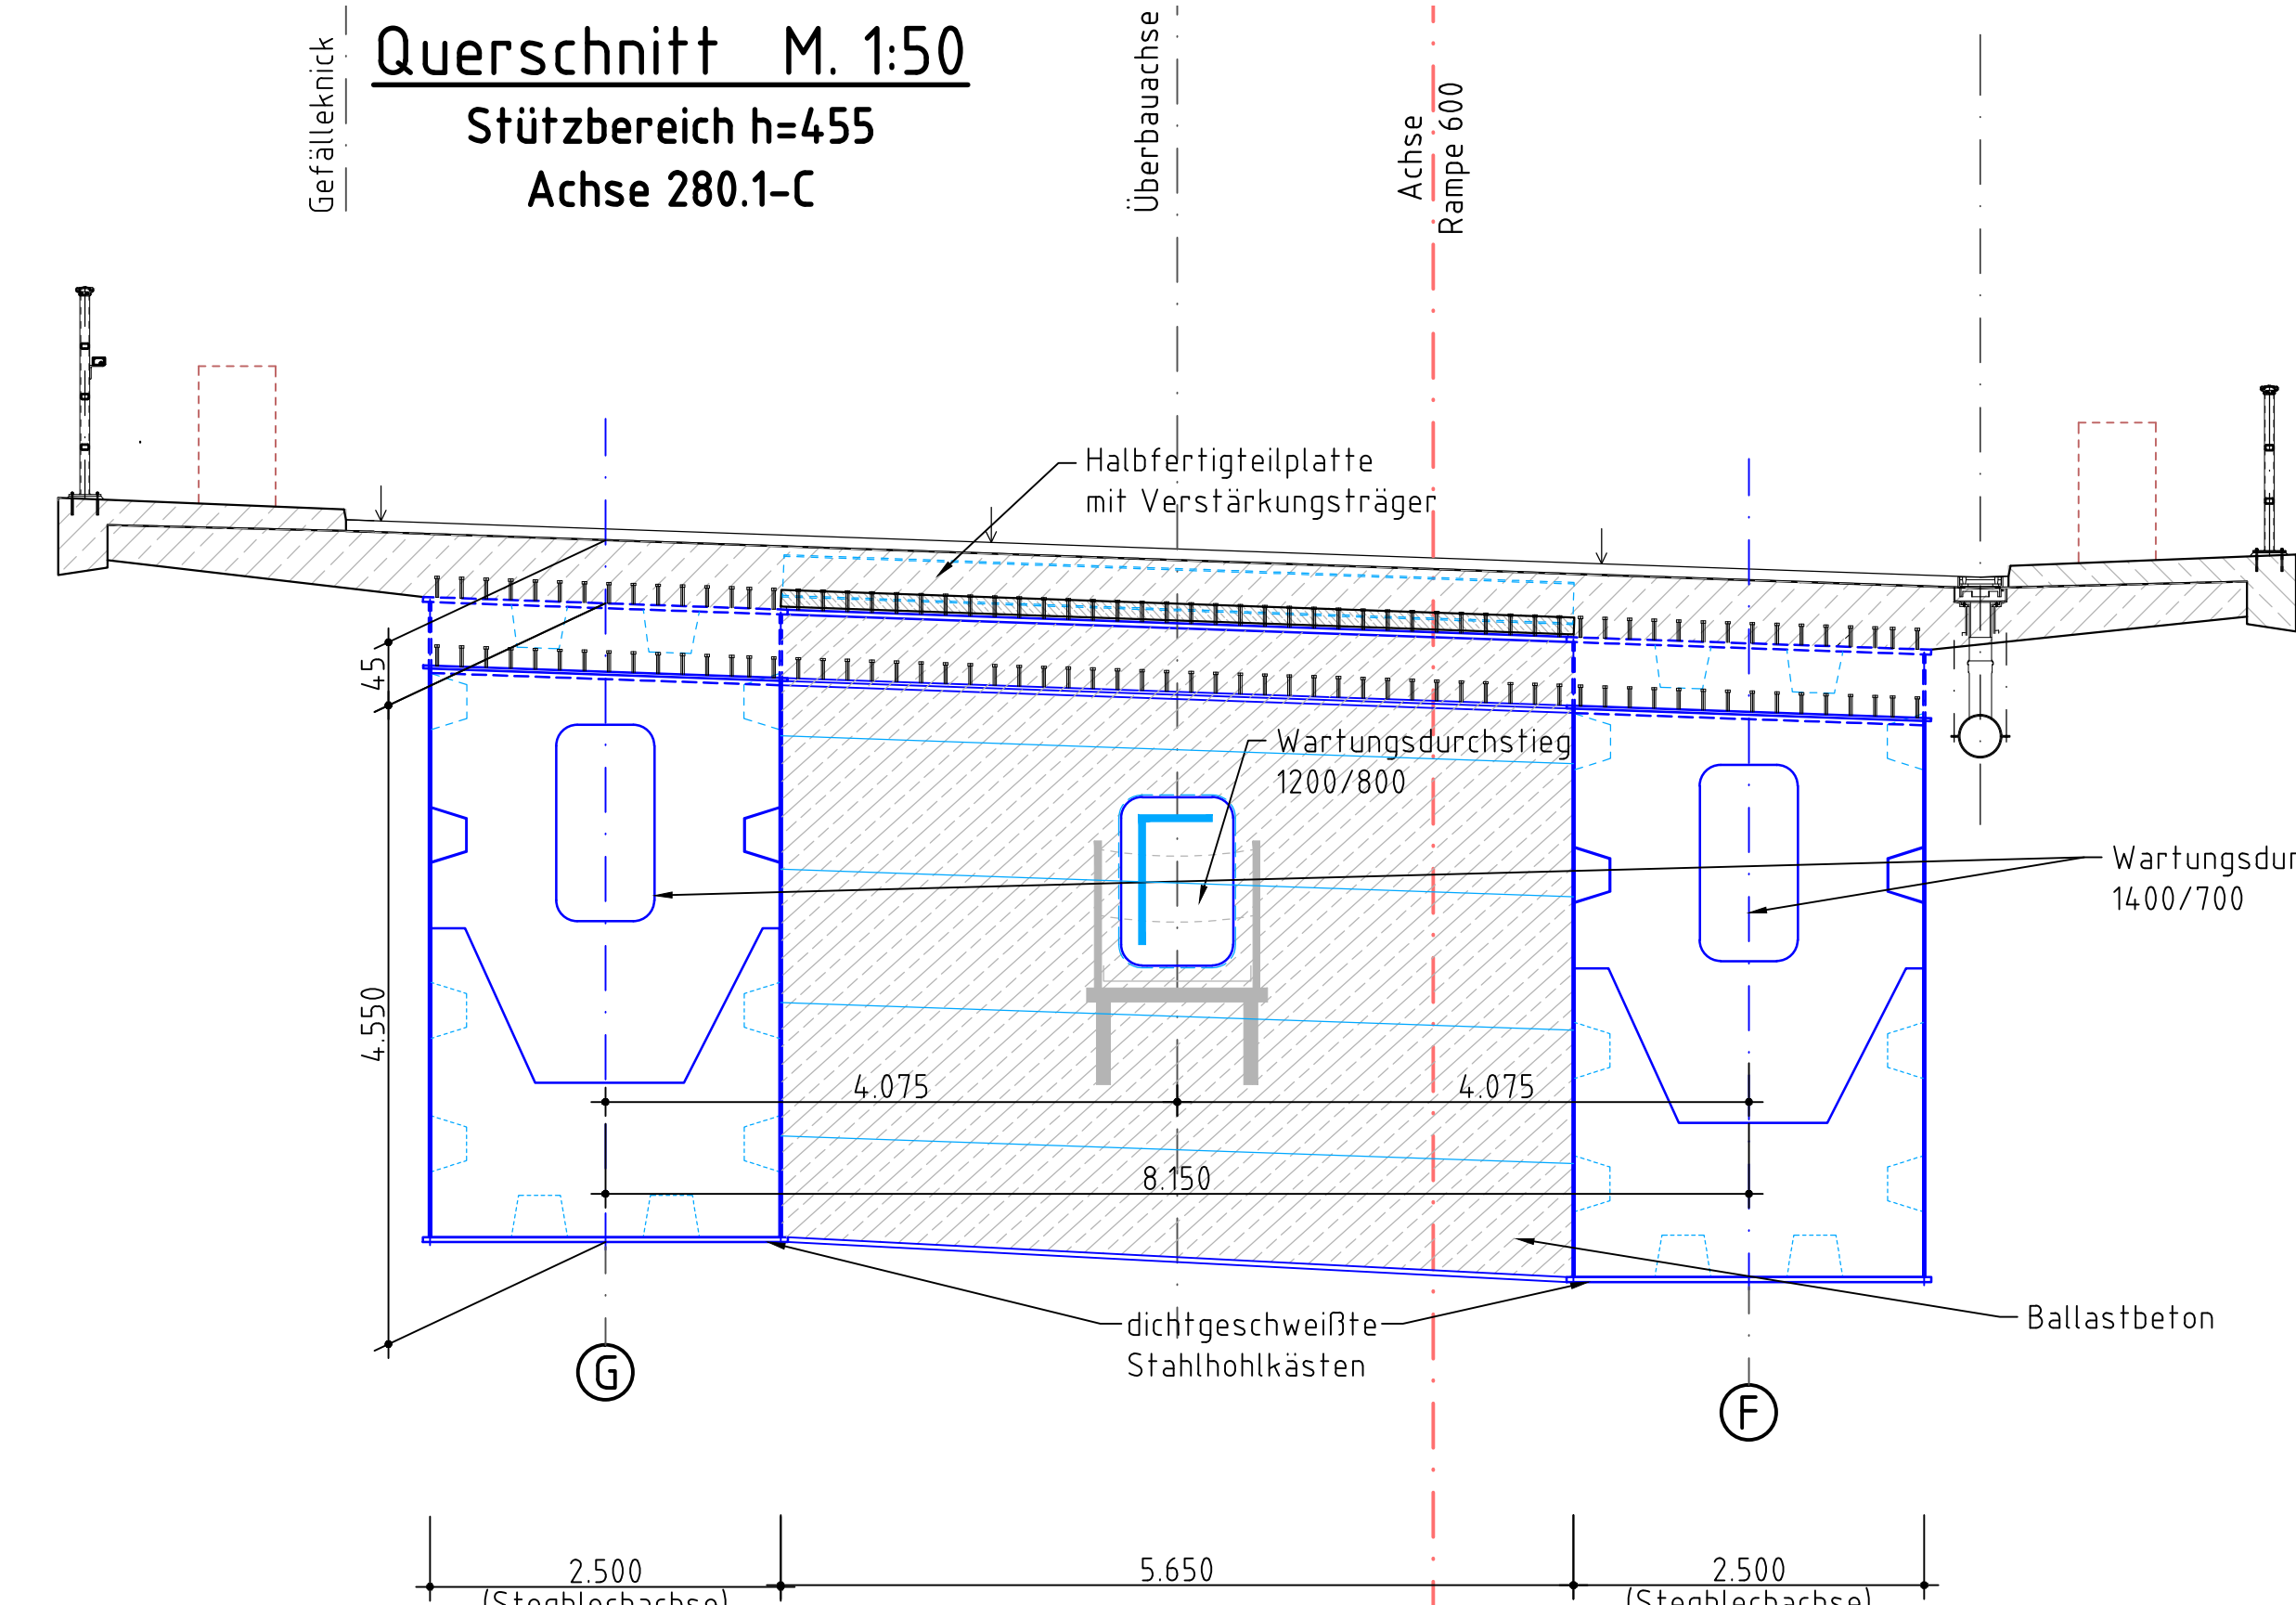 Querschnitt M. 1:50
Stützbereich h=455
Achse 280.1-C
Gefälleknick
Überbauachse
Achse
Rampe 600
Halbfertigteilplatte
mit Verstärkungsträger
45
Wartungsdurchstieg
1200/800
Wartungsdur
1400/700
4.550
4.075
4.075
8.150
dichtgeschweißte
Stahlhohlkästen
Ballastbeton
G
F
2.500
(Stegblechachse)
5.650
2.500
(Stegblechachse)